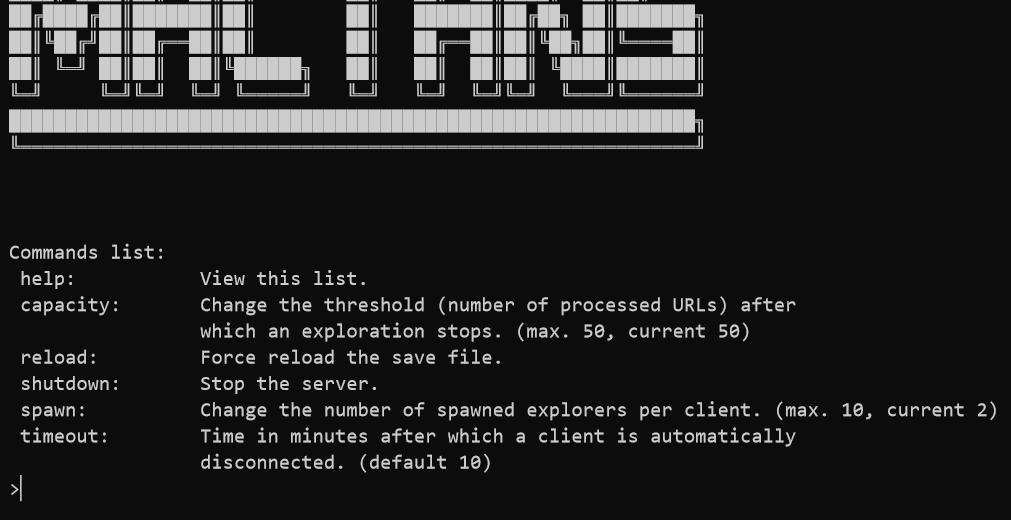 Commands list:
help: View this list.
capacity: Change the threshold (number of processed URLs) after
which an exploration stops. (max. 50, current 50)
reload: Force reload the save file.
shutdown: Stop the server.
spawn: Change the number of spawned explorers per client. (max. 10, current 2)
timeout: Time in minutes after which a client is automatically
disconnected. (default 10)
>